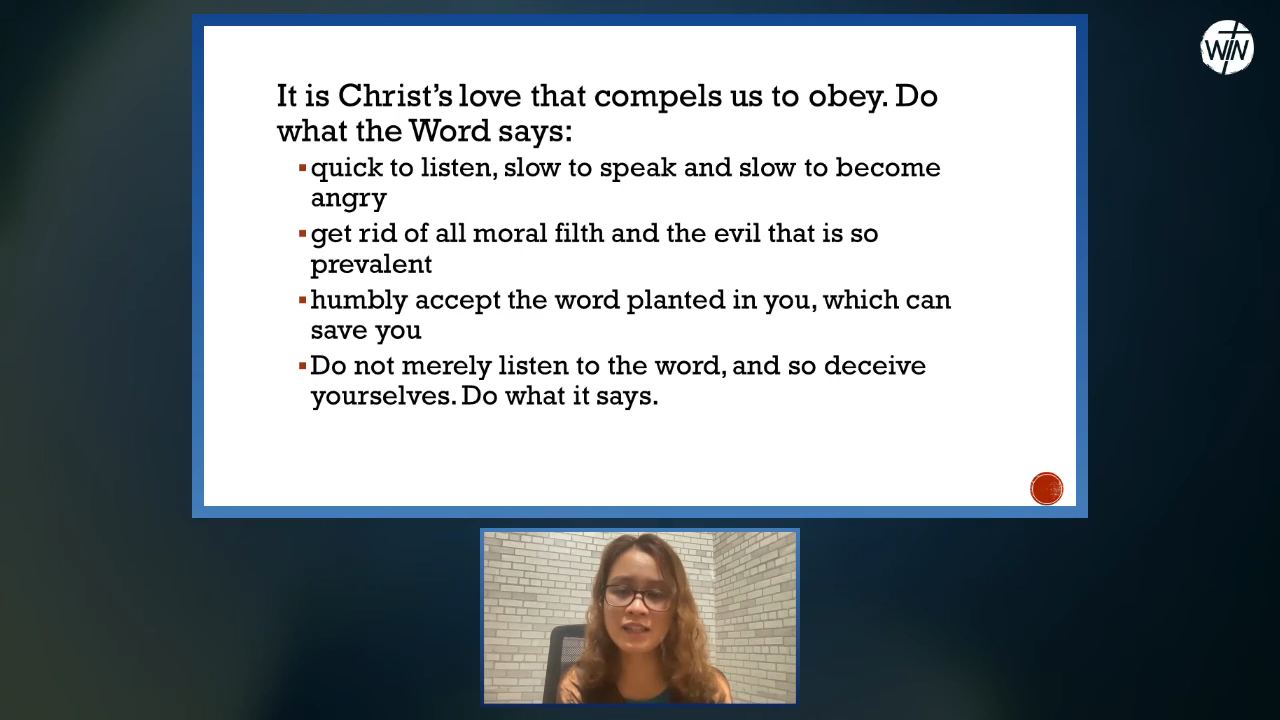 WIN
It is Christ's love that compels us to obey. Do
what the Word says:
▪quick to listen, slow to speak and slow to become
angry
▪get rid of all moral filth and the evil that is so
prevalent
▪humbly accept the word planted in you, which can
save you
▪Do not merely listen to the word, and so deceive
yourselves. Do what it says.